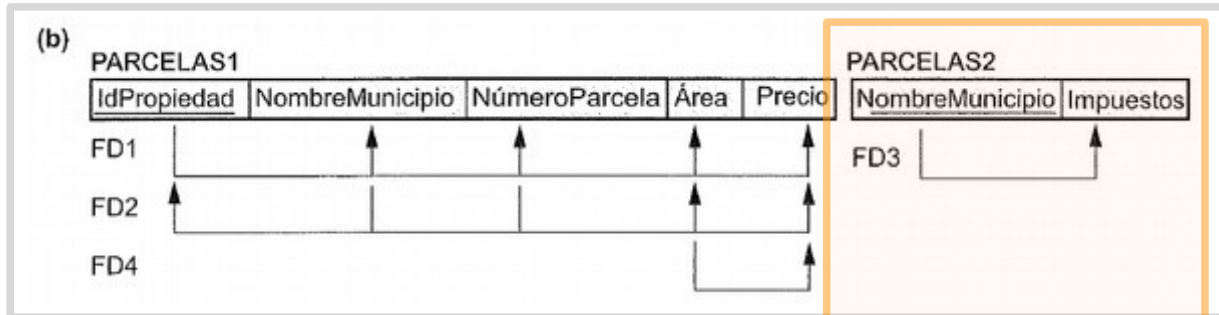 (b)
PARCELAS1
IdPropiedad NombreMunicipio NúmeroParcela Área Precio
FD1
FD2
FD4
PARCELAS2
NombreMunicipio Impuestos
FD3